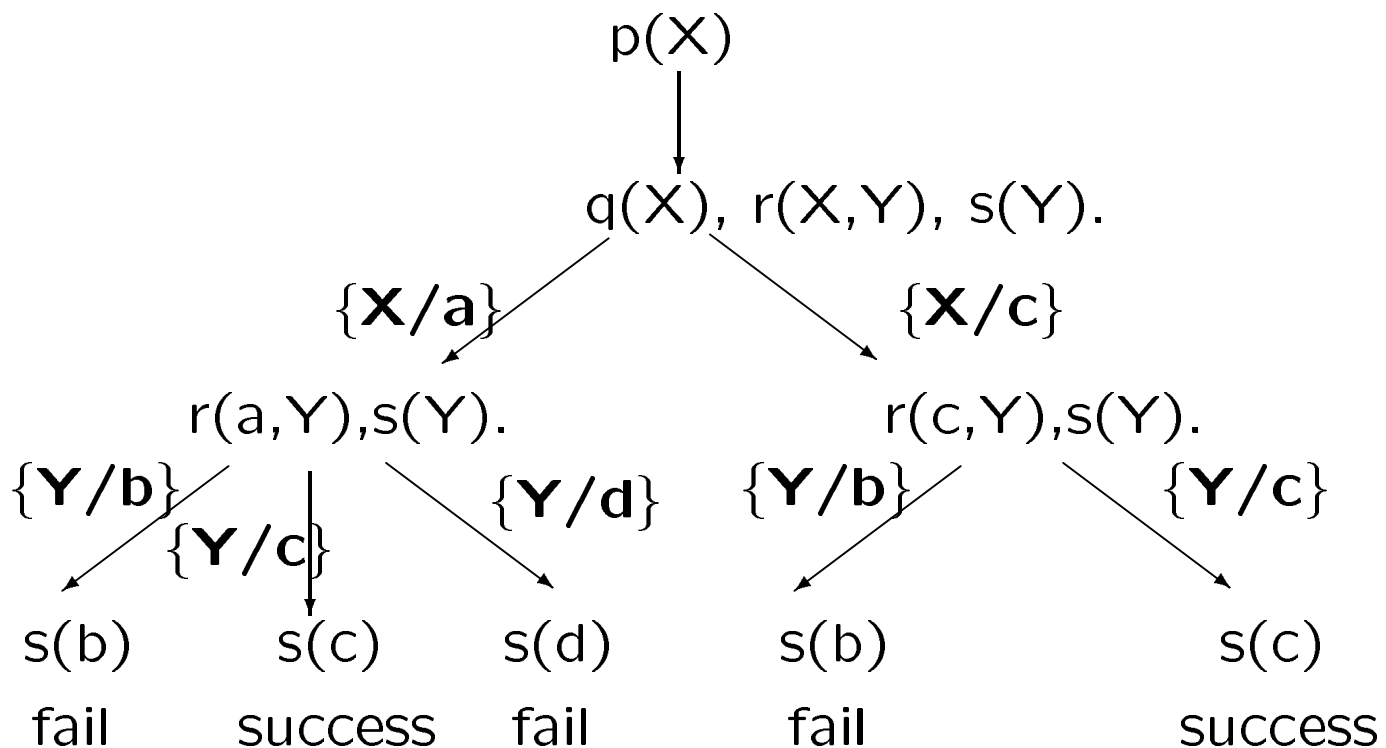 p(X)
q(X), r(X,Y), s(Y).
{X/a} {X/c}
r(a,Y),s(Y). r(c,Y),s(Y).
{Y/b} {Y/c} {Y/d} {Y/b} {Y/c}
s(b) s(c) s(d) s(b) s(c)
fail success fail fail success